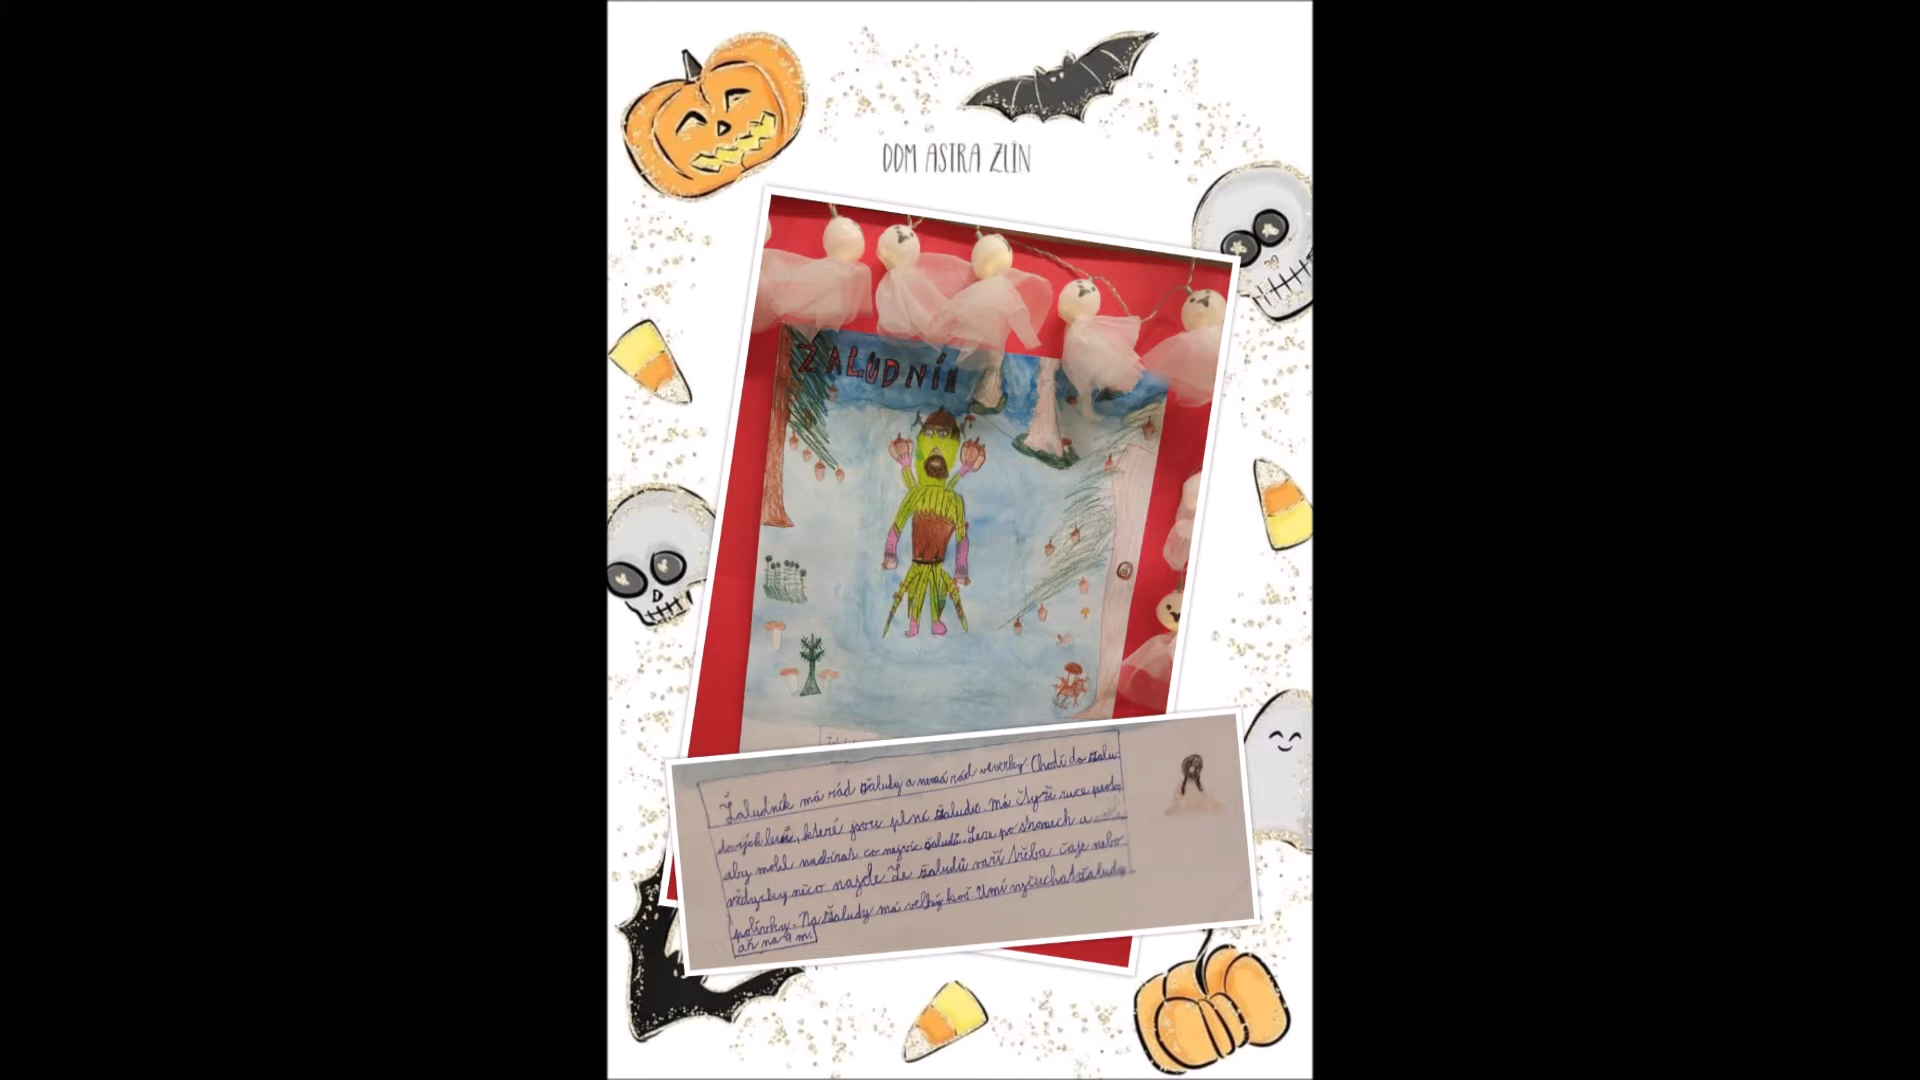 DDM ASTRA ZLÍN
ŽALUDNÍK
Žaludník má rád žaludy a nemá rád veverky. Chodí do žalu-
dových lesů, které jsou plné žaludů. Má čtyři ruce proto,
aby mohl nasbírat co nejvíc žaludů. Leze po stromech a
vždycky něco najde. Ze žaludů vaří třeba čaje nebo
polívky. Na žaludy má velký koš. Umí vyčuchat žaludy
až na 9 m.